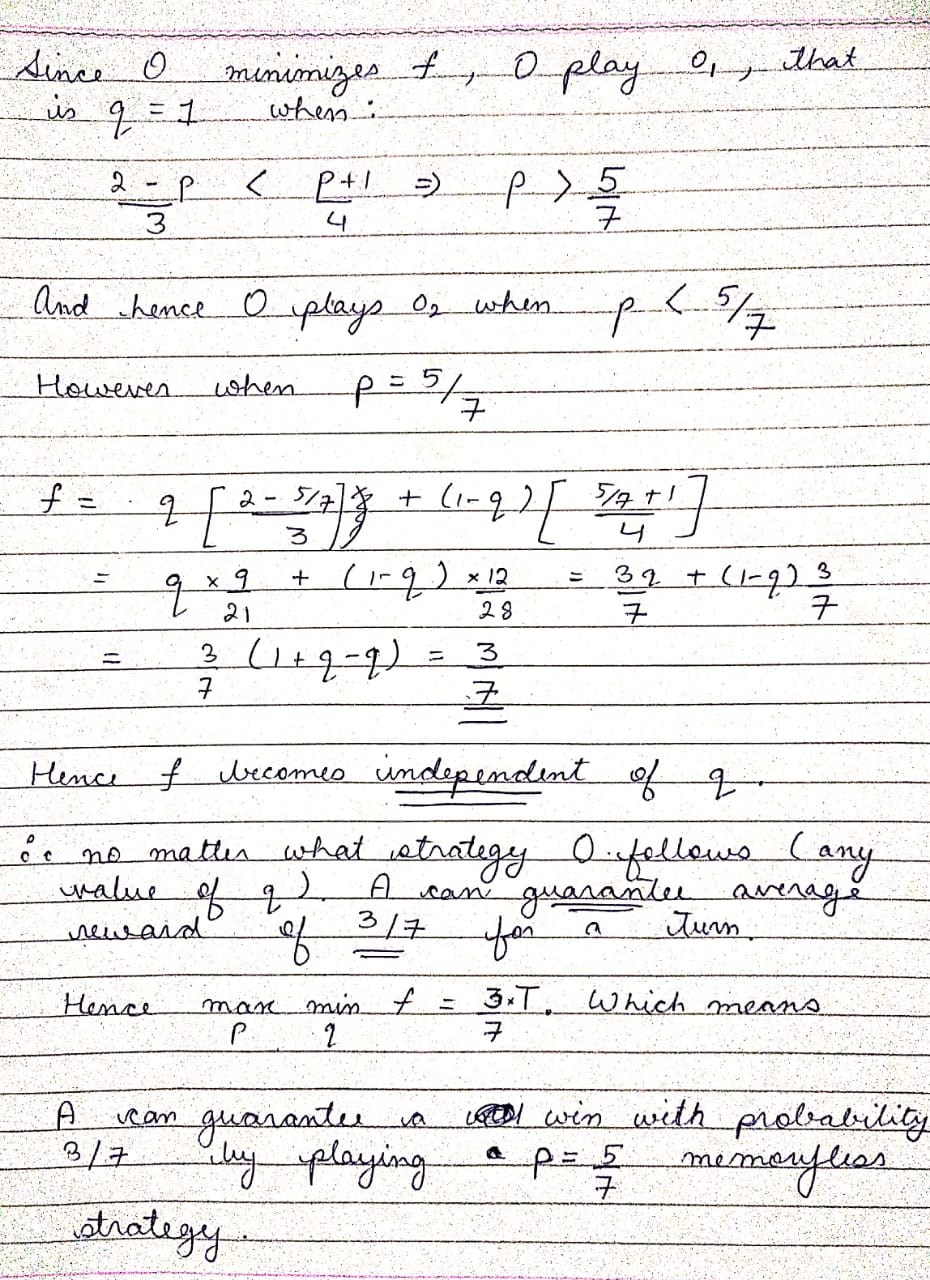 Since O minimizes f, O play o₁, that
is q = 1 when :
(2 - p)/3 < (p+1)/4 ⇒ p > 5/7
And hence O plays o₂ when p < 5/7
However when p = 5/7
f = q [(2 - 5/7)/3] + (1-q) [(5/7 + 1)/4]
= q × 9/21 + (1-q) × 12/28 = 3q/7 + (1-q) 3/7
= 3/7 (1 + q - q) = 3/7
Hence f becomes independent of q.
∴ no matter what strategy O follows (any
value of q). A can guarantee average
reward of 3/7 for a turn.
Hence max min f = 3×T/7. Which means
p q
A can guarantee a win with probability
3/7 by playing a p = 5/7 memoryless
strategy.